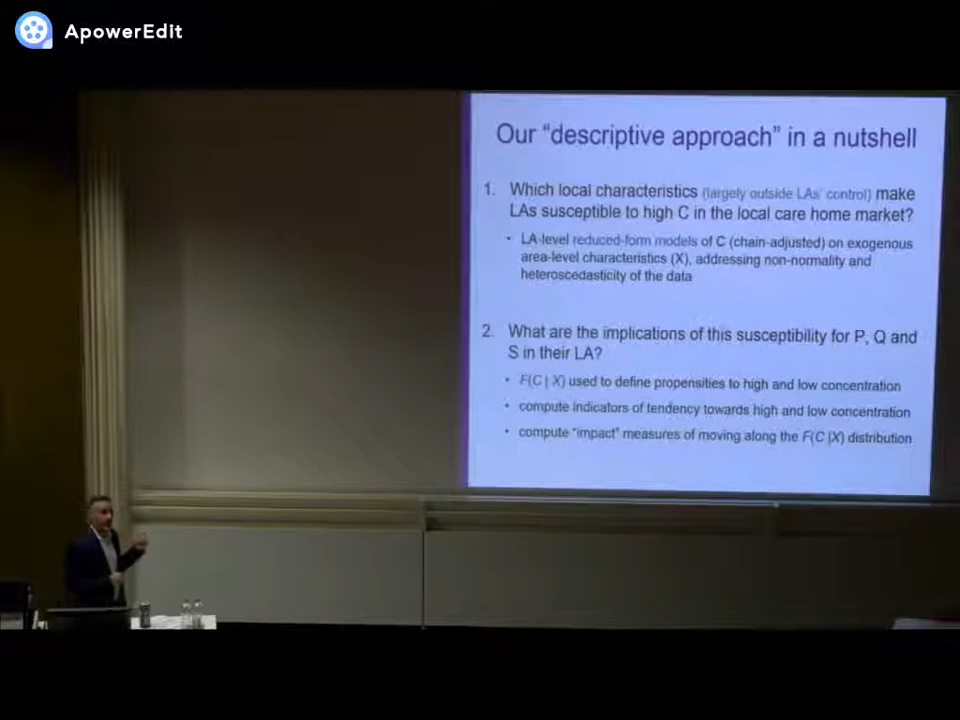 ApowerEdit
Our “descriptive approach” in a nutshell
1. Which local characteristics (largely outside LAs' control) make
LAs susceptible to high C in the local care home market?
• LA-level reduced-form models of C (chain-adjusted) on exogenous
area-level characteristics (X), addressing non-normality and
heteroscedasticity of the data
2. What are the implications of this susceptibility for P, Q and
S in their LA?
• F(C | X) used to define propensities to high and low concentration
• compute indicators of tendency towards high and low concentration
• compute “impact” measures of moving along the F(C |X) distribution